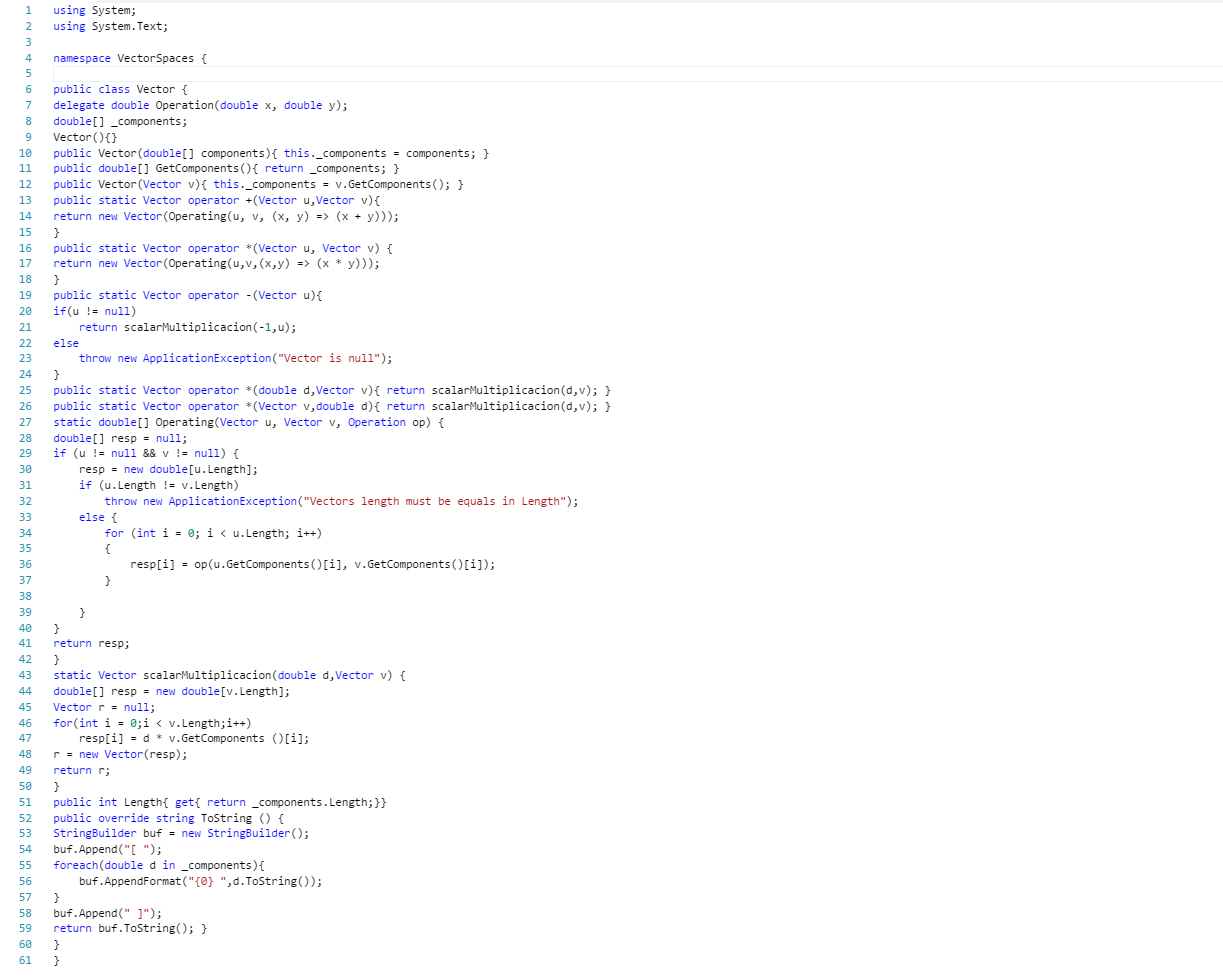 1 using System;
2 using System.Text;
3
4 namespace VectorSpaces {
5
6 public class Vector {
7 delegate double Operation(double x, double y);
8 double[] _components;
9 Vector(){}
10 public Vector(double[] components){ this._components = components; }
11 public double[] GetComponents(){ return _components; }
12 public Vector(Vector v){ this._components = v.GetComponents(); }
13 public static Vector operator +(Vector u,Vector v){
14 return new Vector(Operating(u, v, (x, y) => (x + y)));
15 }
16 public static Vector operator *(Vector u, Vector v) {
17 return new Vector(Operating(u,v,(x,y) => (x * y)));
18 }
19 public static Vector operator -(Vector u){
20 if(u != null)
21     return scalarMultiplicacion(-1,u);
22 else
23     throw new ApplicationException("Vector is null");
24 }
25 public static Vector operator *(double d,Vector v){ return scalarMultiplicacion(d,v); }
26 public static Vector operator *(Vector v,double d){ return scalarMultiplicacion(d,v); }
27 static double[] Operating(Vector u, Vector v, Operation op) {
28 double[] resp = null;
29 if (u != null && v != null) {
30     resp = new double[u.Length];
31     if (u.Length != v.Length)
32         throw new ApplicationException("Vectors length must be equals in Length");
33     else {
34         for (int i = 0; i < u.Length; i++)
35         {
36             resp[i] = op(u.GetComponents()[i], v.GetComponents()[i]);
37         }
38
39     }
40 }
41 return resp;
42 }
43 static Vector scalarMultiplicacion(double d,Vector v) {
44 double[] resp = new double[v.Length];
45 Vector r = null;
46 for(int i = 0;i < v.Length;i++)
47     resp[i] = d * v.GetComponents ()[i];
48 r = new Vector(resp);
49 return r;
50 }
51 public int Length{ get{ return _components.Length;}}
52 public override string ToString () {
53 StringBuilder buf = new StringBuilder();
54 buf.Append("[ ");
55 foreach(double d in _components){
56     buf.AppendFormat("{0} ",d.ToString());
57 }
58 buf.Append(" ]");
59 return buf.ToString(); }
60 }
61 }